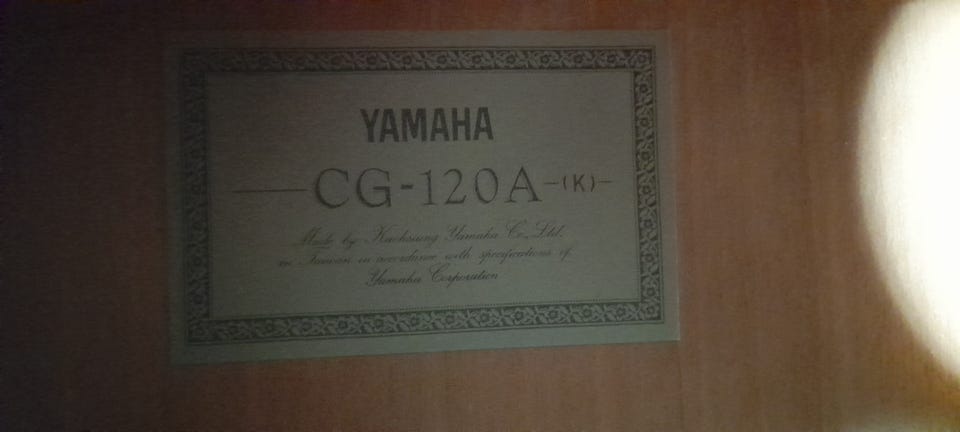 YAMAHA
CG-120A-(K)-
Made by Kaohsiung Yamaha Co., Ltd.
in Taiwan in accordance with specifications of
Yamaha Corporation